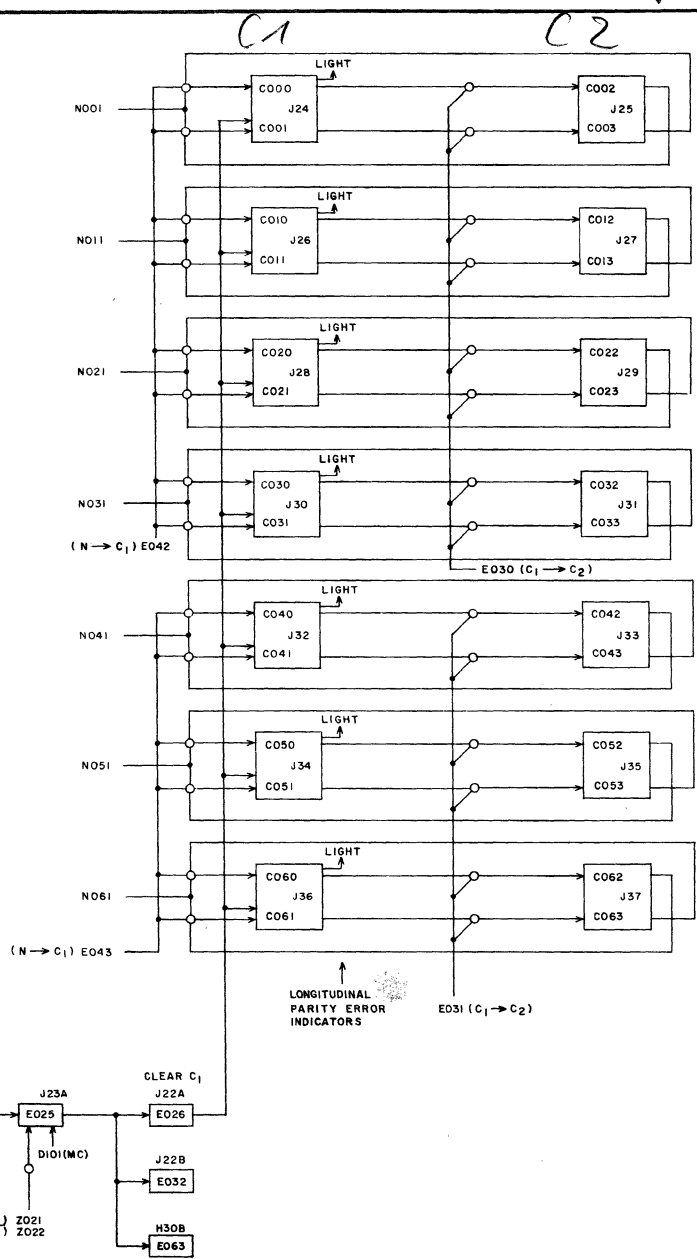 C1 C2
LIGHT
C000 C002
N001 J24 J25
C001 C003
LIGHT
C010 C012
N011 J26 J27
C011 C013
LIGHT
C020 C022
N021 J28 J29
C021 C023
LIGHT
C030 C032
N031 J30 J31
C031 C033
(N → C₁) E042
E030 (C₁ → C₂)
LIGHT
C040 C042
N041 J32 J33
C041 C043
LIGHT
C050 C052
N051 J34 J35
C051 C053
LIGHT
C060 C062
N061 J36 J37
C061 C063
(N → C₁) E043
LONGITUDINAL
PARITY ERROR
INDICATORS
E031 (C₁ → C₂)
CLEAR C₁
J23A J22A
E025 E026
D101(MC)
J22B
E032
) Z021
) Z022
H30B
E063